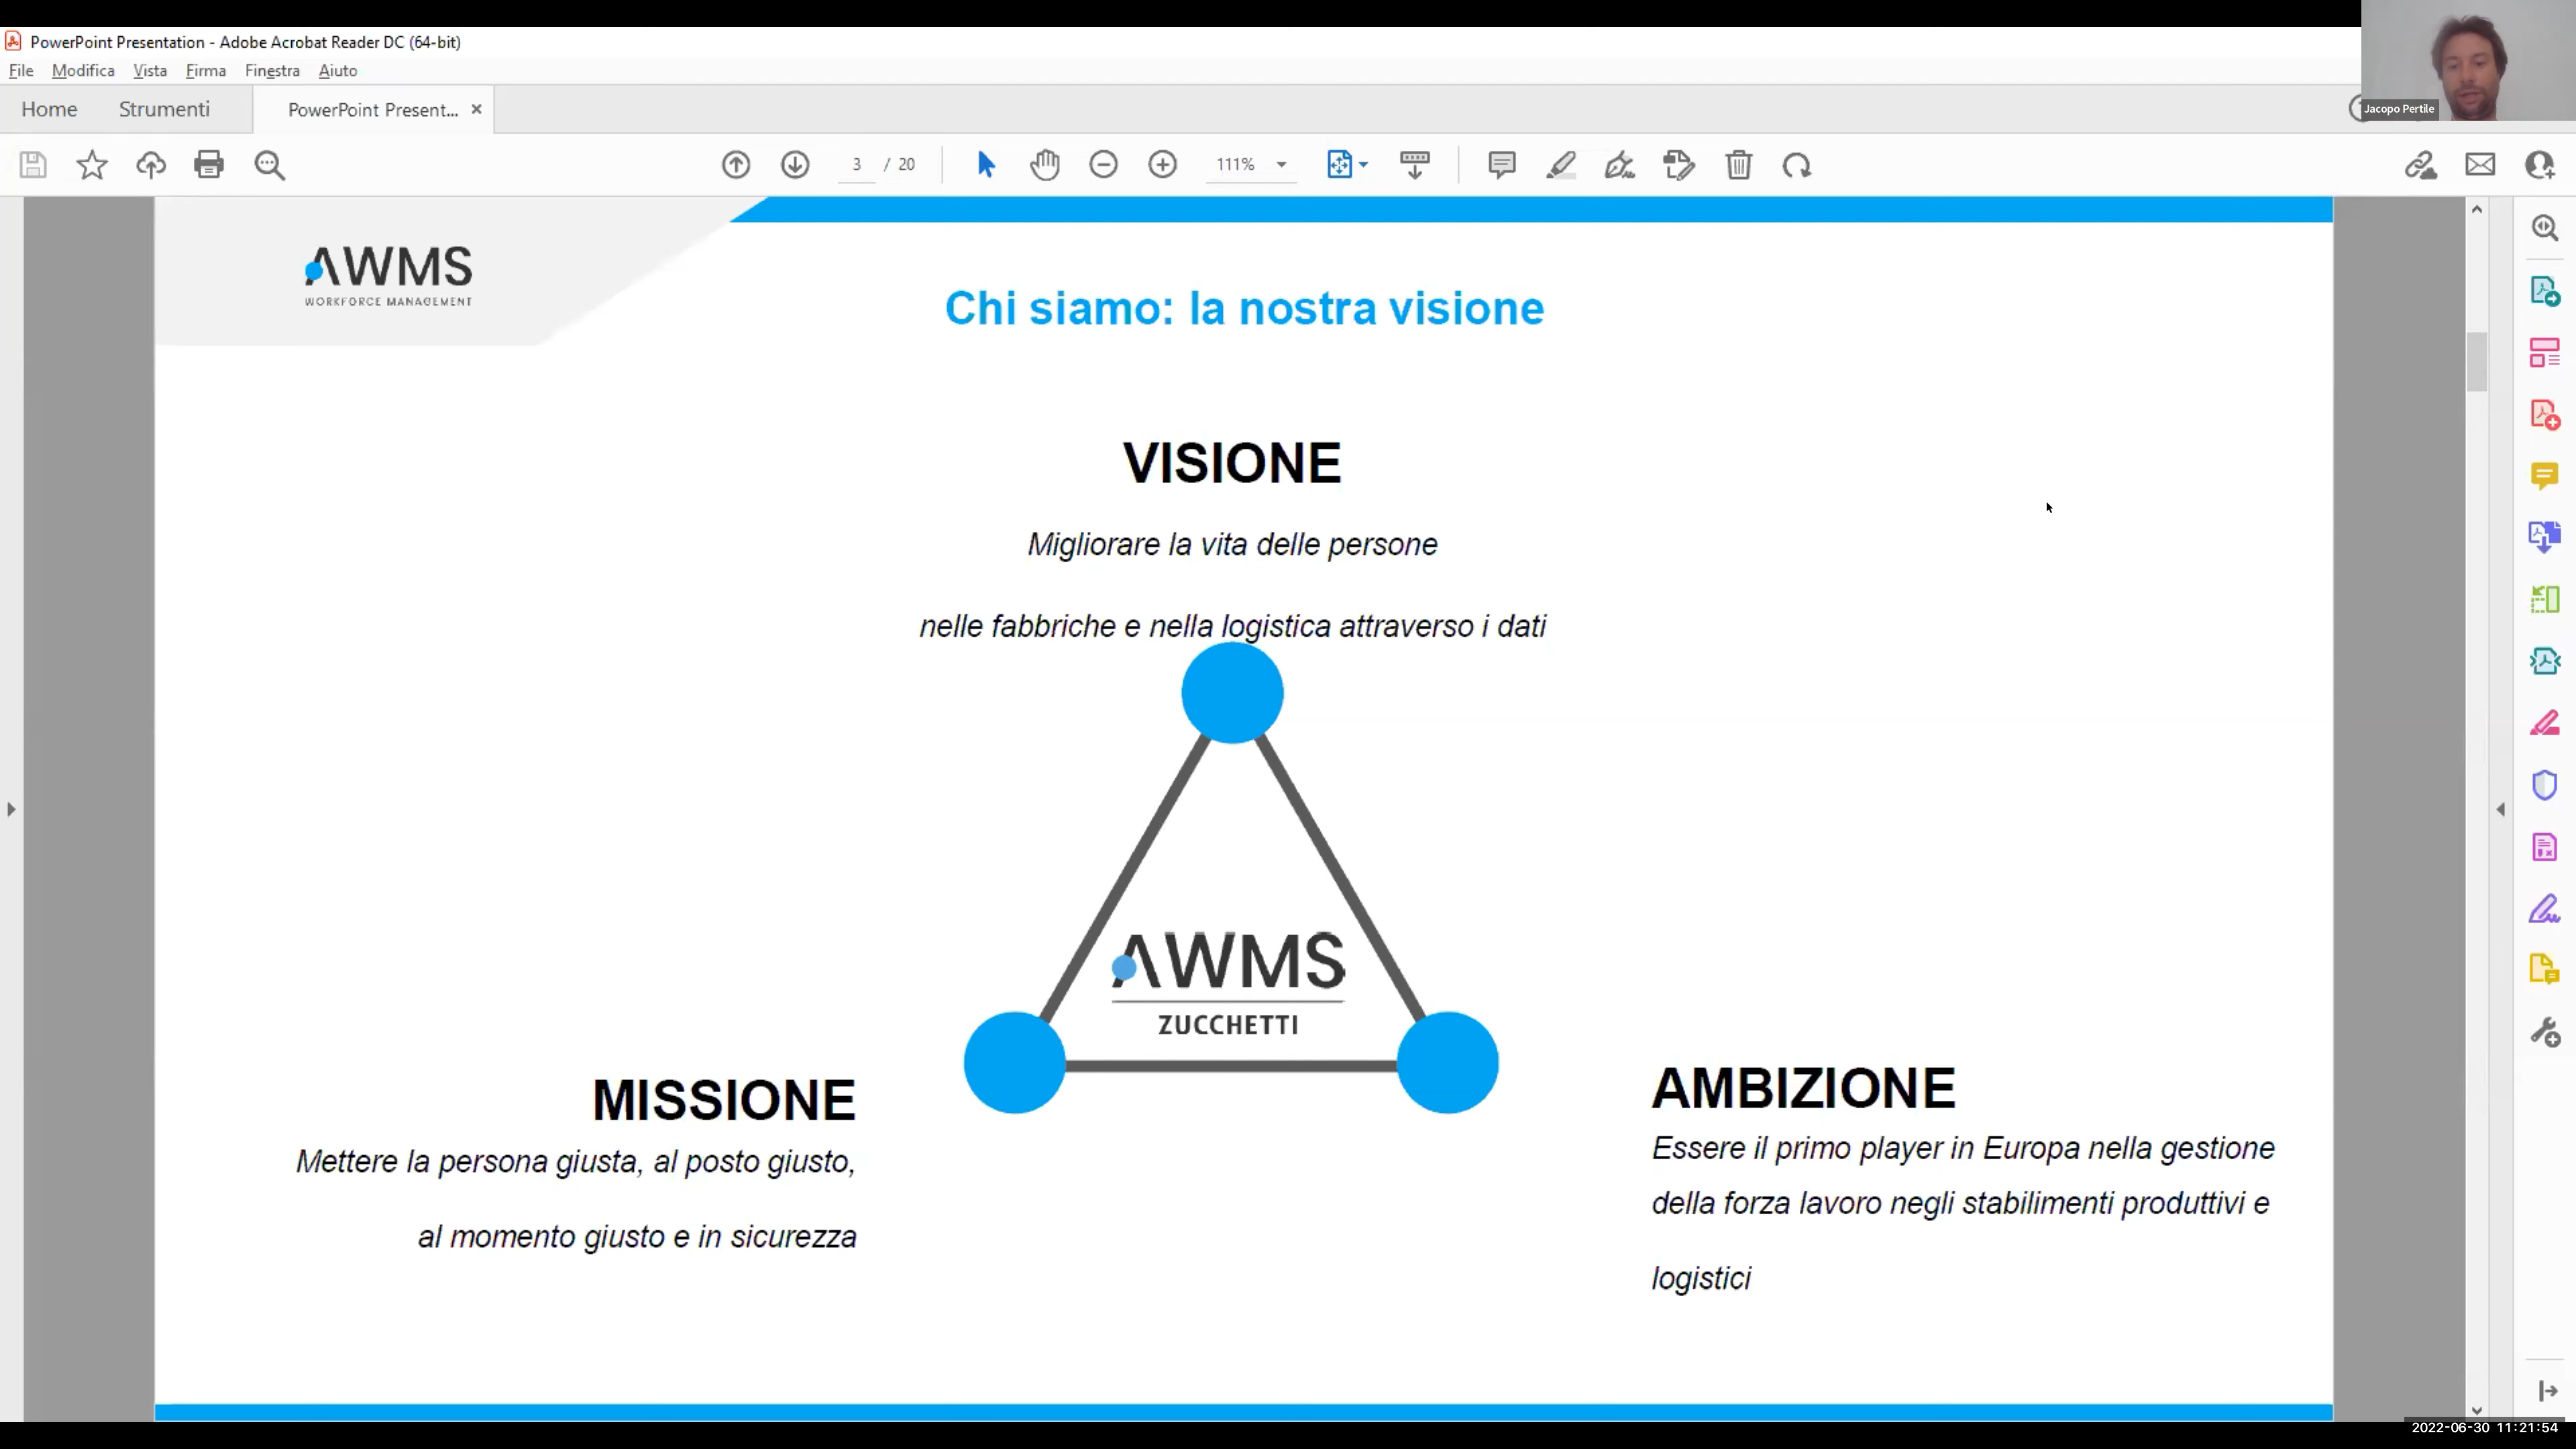 PowerPoint Presentation - Adobe Acrobat Reader DC (64-bit)
File Modifica Vista Firma Finestra Aiuto
Jacopo Pertile
Home Strumenti PowerPoint Present... ×
3 / 20 111%
AWMS
WORKFORCE MANAGEMENT
Chi siamo: la nostra visione
VISIONE
Migliorare la vita delle persone
nelle fabbriche e nella logistica attraverso i dati
AWMS
ZUCCHETTI
MISSIONE
Mettere la persona giusta, al posto giusto,
al momento giusto e in sicurezza
AMBIZIONE
Essere il primo player in Europa nella gestione
della forza lavoro negli stabilimenti produttivi e
logistici
2022-06-30 11:21:54